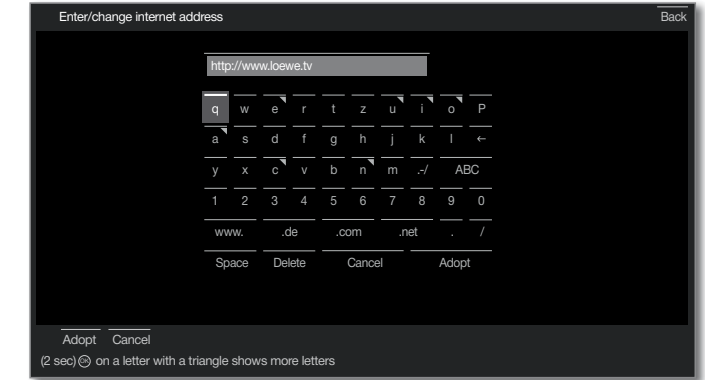 Enter/change internet address Back
http://www.loewe.tv
q w e r t z u i o P
a s d f g h j k l ←
y x c v b n m .-/ ABC
1 2 3 4 5 6 7 8 9 0
www. .de .com .net . /
Space Delete Cancel Adopt
Adopt Cancel
(2 sec) OK on a letter with a triangle shows more letters